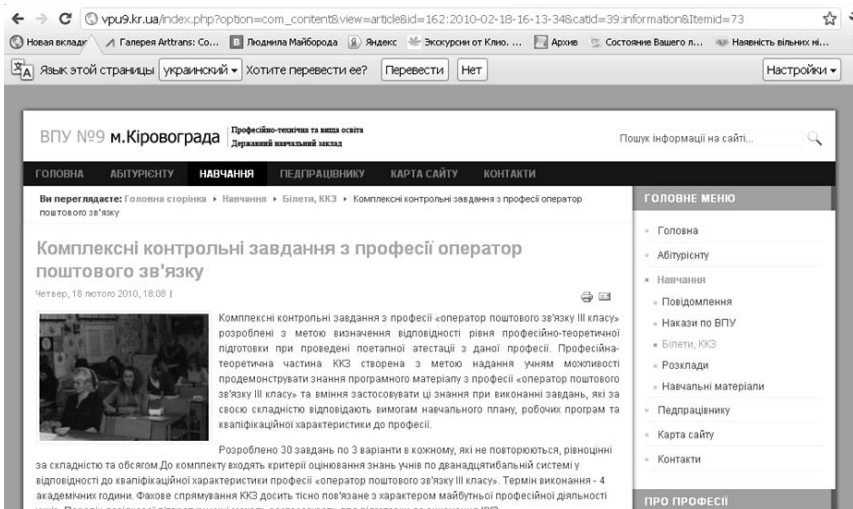 vpu9.kr.ua/index.php?option=com_content&view=article&id=162:2010-02-18-16-13-34&catid=39:information&Itemid=73
Новая вкладк Галерея Arttrans: Co... Людмила Майборода Яндекс Экскурсии от Клио. ... Архив Состояние Вашего л... Наявність вільних мі...
Язык этой страницы украинский Хотите перевести ее? Перевести Нет Настройки
ВПУ №9 м.Кіровограда Професійно-технічна та вища освіта
Державний навчальний заклад
Пошук інформації на сайті...
ГОЛОВНА АБІТУРІЄНТУ НАВЧАННЯ ПЕДПРАЦІВНИКУ КАРТА САЙТУ КОНТАКТИ
Ви переглядаєте: Головна сторінка Навчання Білети, ККЗ Комплексні контрольні завдання з професії оператор
поштового зв'язку
Комплексні контрольні завдання з професії оператор
поштового зв'язку
Четвер, 18 лютого 2010, 18:08 |
Комплексні контрольні завдання з професії «оператор поштового зв'язку III класу»
розроблені з метою визначення відповідності рівня професійно-теоретичної
підготовки при проведені поетапної атестації з даної професії. Професійна-
теоретична частина ККЗ створена з метою надання учням можливості
продемонструвати знання програмного матеріалу з професії «оператор поштового
зв'язку III класу» та вміння застосовувати ці знання при виконанні завдань, які за
своєю складністю відповідають вимогам навчального плану, робочих програм та
кваліфікаційної характеристики до професії.
Розроблено 30 завдань по 3 варіанти в кожному, які не повторюються, рівноцінні
за складністю та обсягом.До комплекту входять критерії оцінювання знань учнів по дванадцятибальній системі у
відповідності до кваліфікаційної характеристики професії «оператор поштового зв'язку III класу». Термін виконання - 4
академічних години. Фахове спрямування ККЗ досить тісно пов'язане з характером майбутньої професійної діяльності
ГОЛОВНЕ МЕНЮ
Головна
Абітурієнту
Навчання
Повідомлення
Накази по ВПУ
Білети, ККЗ
Розклади
Навчальні матеріали
Педпрацівнику
Карта сайту
Контакти
ПРО ПРОФЕСІЇ